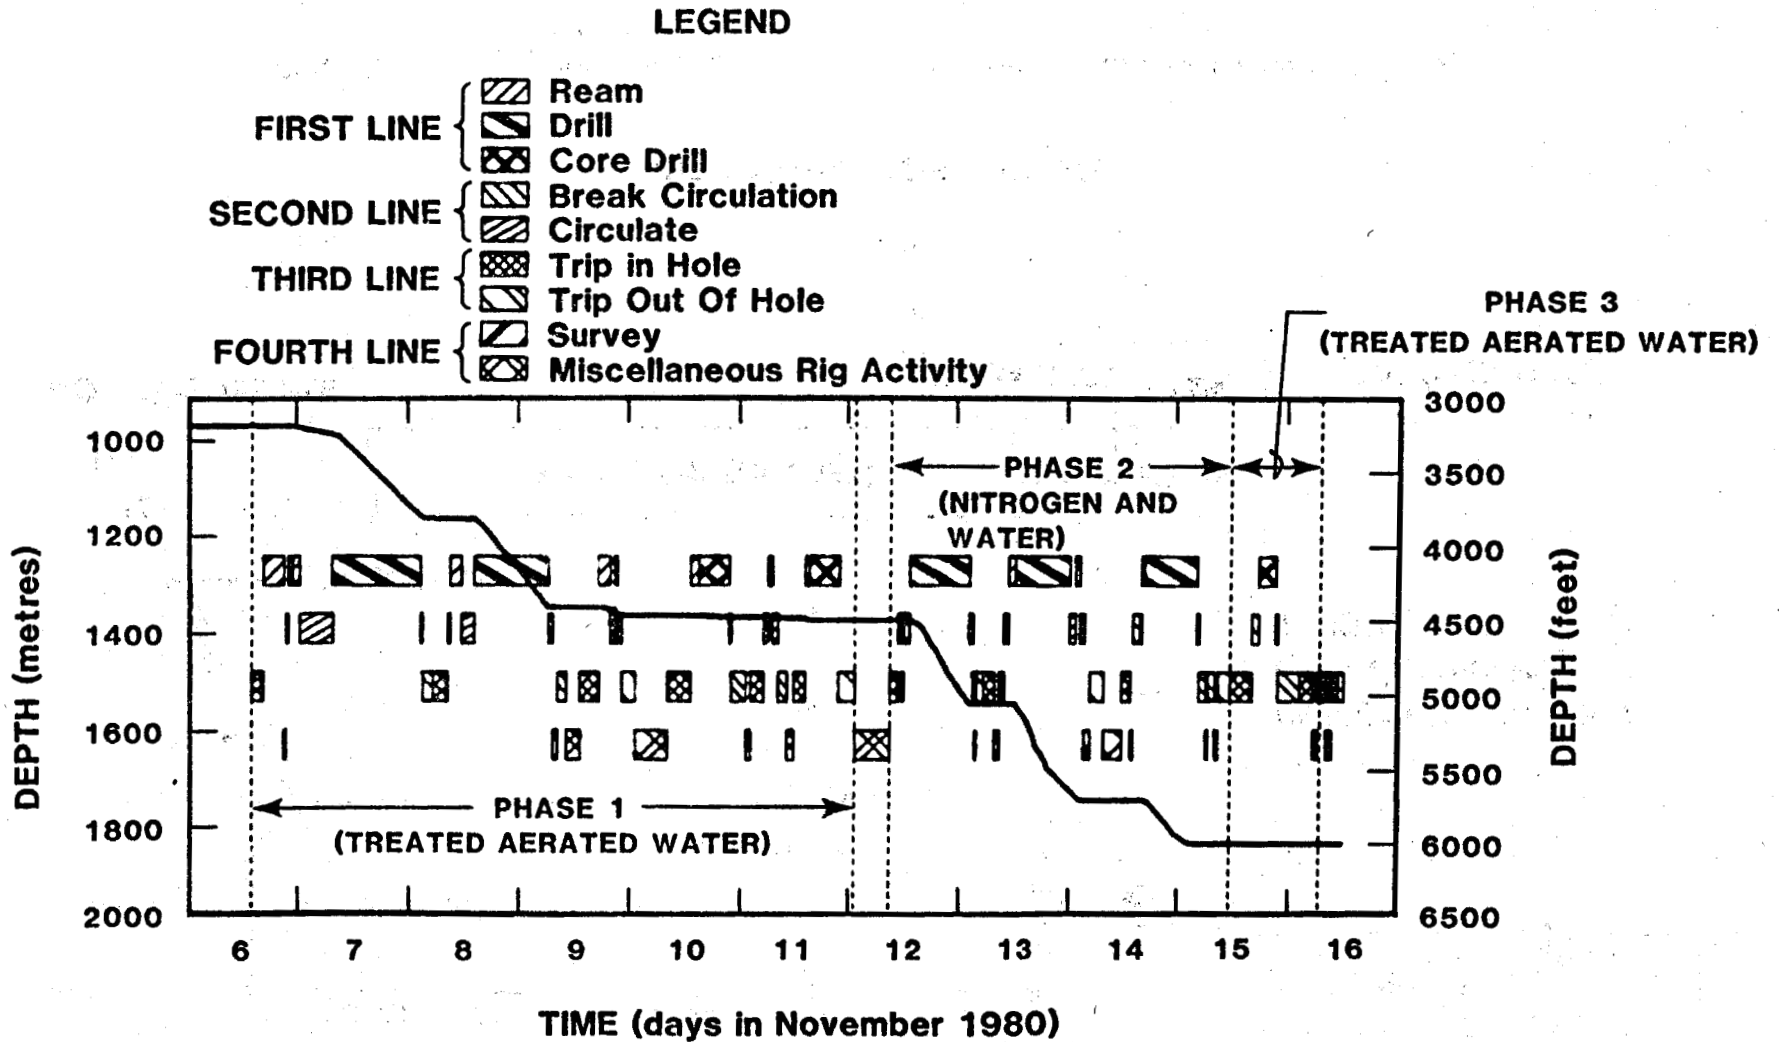 LEGEND
FIRST LINE
Ream
Drill
Core Drill
SECOND LINE
Break Circulation
Circulate
THIRD LINE
Trip in Hole
Trip Out Of Hole
FOURTH LINE
Survey
Miscellaneous Rig Activity
PHASE 3
(TREATED AERATED WATER)
DEPTH (metres)
1000
1200
1400
1600
1800
2000
PHASE 2
(NITROGEN AND
WATER)
PHASE 1
(TREATED AERATED WATER)
3000
3500
4000
4500
5000
5500
6000
6500
DEPTH (feet)
6 7 8 9 10 11 12 13 14 15 16
TIME (days in November 1980)